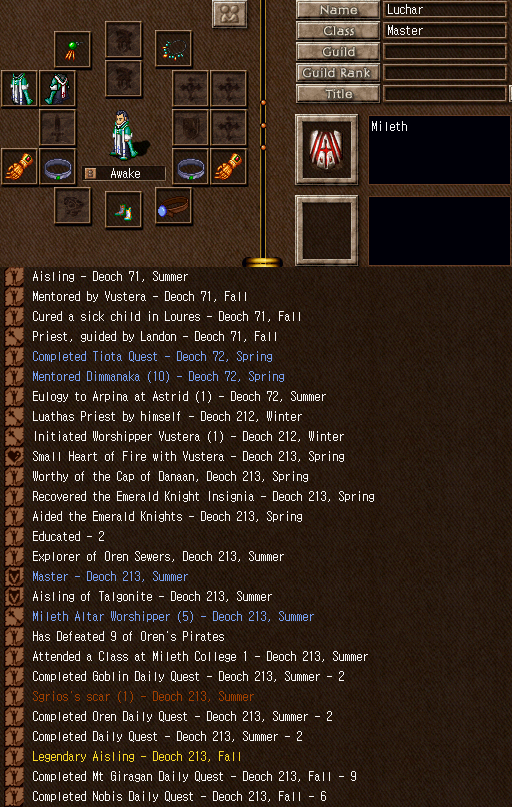 Name
Luchar
Class
Master
Guild
Guild Rank
Title
Mileth
Awake
Aisling - Deoch 71, Summer
Mentored by Vustera - Deoch 71, Fall
Cured a sick child in Loures - Deoch 71, Fall
Priest, guided by Landon - Deoch 71, Fall
Completed Tiota Quest - Deoch 72, Spring
Mentored Dimmanaka (10) - Deoch 72, Spring
Eulogy to Arpina at Astrid (1) - Deoch 72, Summer
Luathas Priest by himself - Deoch 212, Winter
Initiated Worshipper Vustera (1) - Deoch 212, Winter
Small Heart of Fire with Vustera - Deoch 213, Spring
Worthy of the Cap of Danaan, Deoch 213, Spring
Recovered the Emerald Knight Insignia - Deoch 213, Spring
Aided the Emerald Knights - Deoch 213, Spring
Educated - 2
Explorer of Oren Sewers, Deoch 213, Summer
Master - Deoch 213, Summer
Aisling of Talgonite - Deoch 213, Summer
Mileth Altar Worshipper (5) - Deoch 213, Summer
Has Defeated 9 of Oren's Pirates
Attended a Class at Mileth College 1 - Deoch 213, Summer
Completed Goblin Daily Quest - Deoch 213, Summer - 2
Sgrios's scar (1) - Deoch 213, Summer
Completed Oren Daily Quest - Deoch 213, Summer - 2
Completed Daily Quest - Deoch 213, Summer - 2
Legendary Aisling - Deoch 213, Fall
Completed Mt Giragan Daily Quest - Deoch 213, Fall - 9
Completed Nobis Daily Quest - Deoch 213, Fall - 6